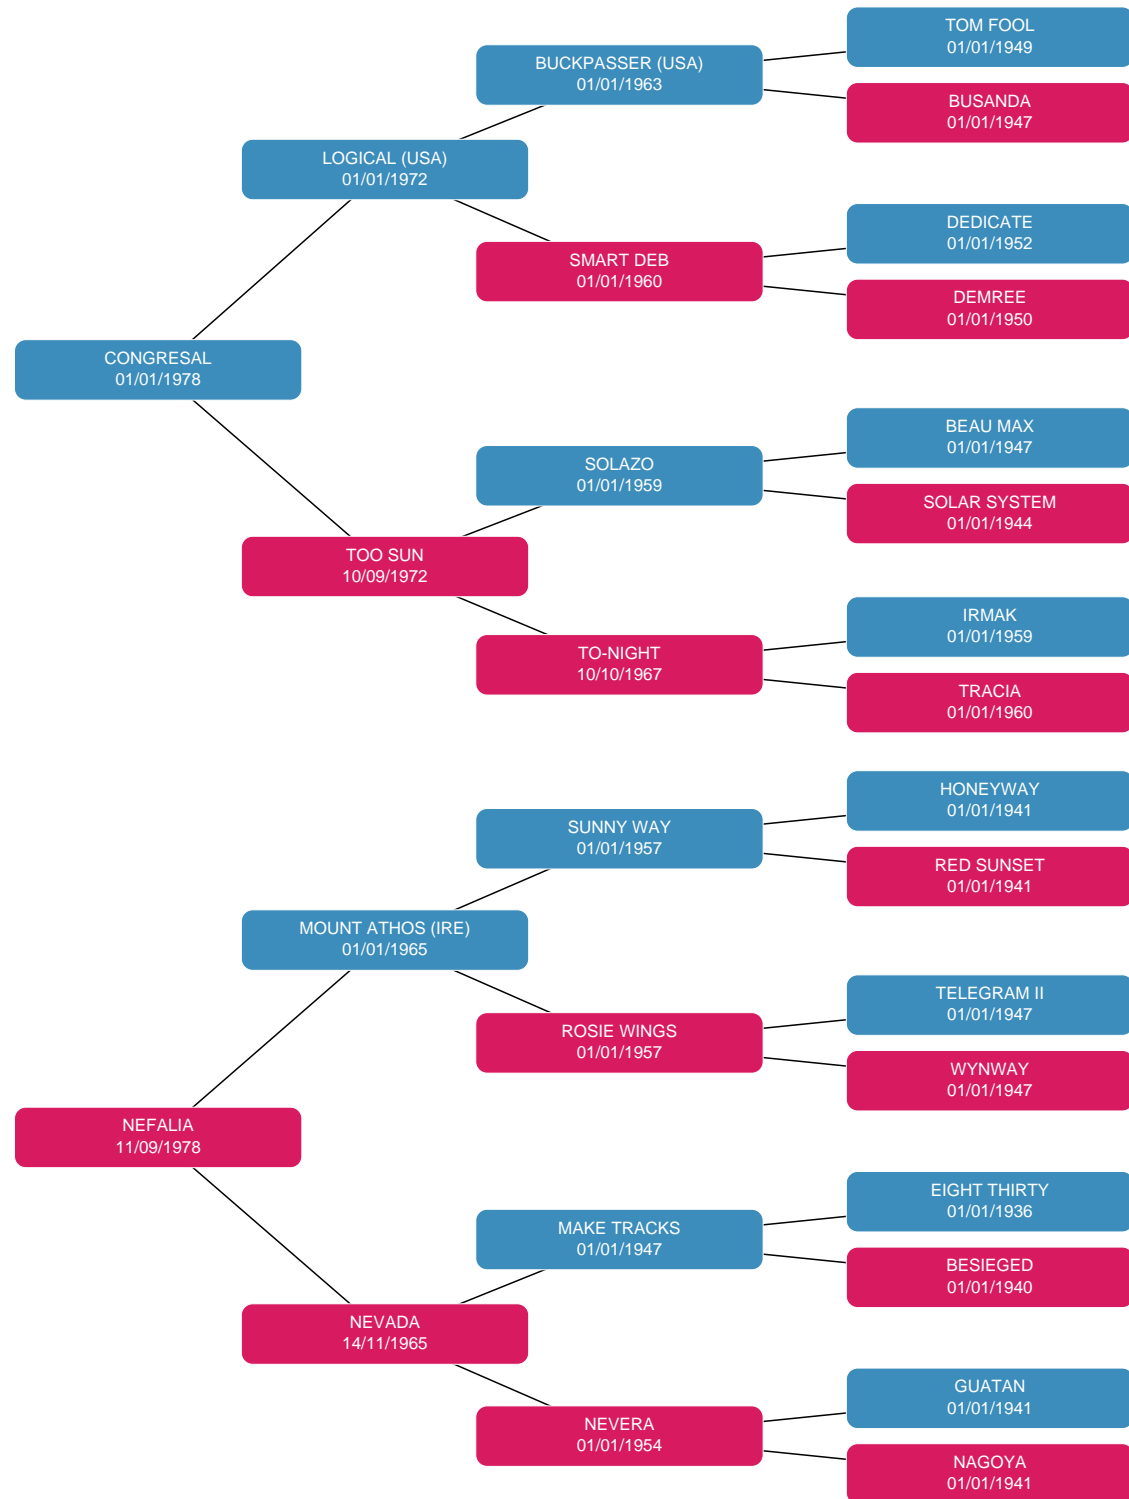 TOM FOOL
01/01/1949
BUCKPASSER (USA)
01/01/1963
BUSANDA
01/01/1947
LOGICAL (USA)
01/01/1972
DEDICATE
01/01/1952
SMART DEB
01/01/1960
DEMREE
01/01/1950
CONGRESAL
01/01/1978
BEAU MAX
01/01/1947
SOLAZO
01/01/1959
SOLAR SYSTEM
01/01/1944
TOO SUN
10/09/1972
IRMAK
01/01/1959
TO-NIGHT
10/10/1967
TRACIA
01/01/1960
HONEYWAY
01/01/1941
SUNNY WAY
01/01/1957
RED SUNSET
01/01/1941
MOUNT ATHOS (IRE)
01/01/1965
TELEGRAM II
01/01/1947
ROSIE WINGS
01/01/1957
WYNWAY
01/01/1947
NEFALIA
11/09/1978
EIGHT THIRTY
01/01/1936
MAKE TRACKS
01/01/1947
BESIEGED
01/01/1940
NEVADA
14/11/1965
GUATAN
01/01/1941
NEVERA
01/01/1954
NAGOYA
01/01/1941